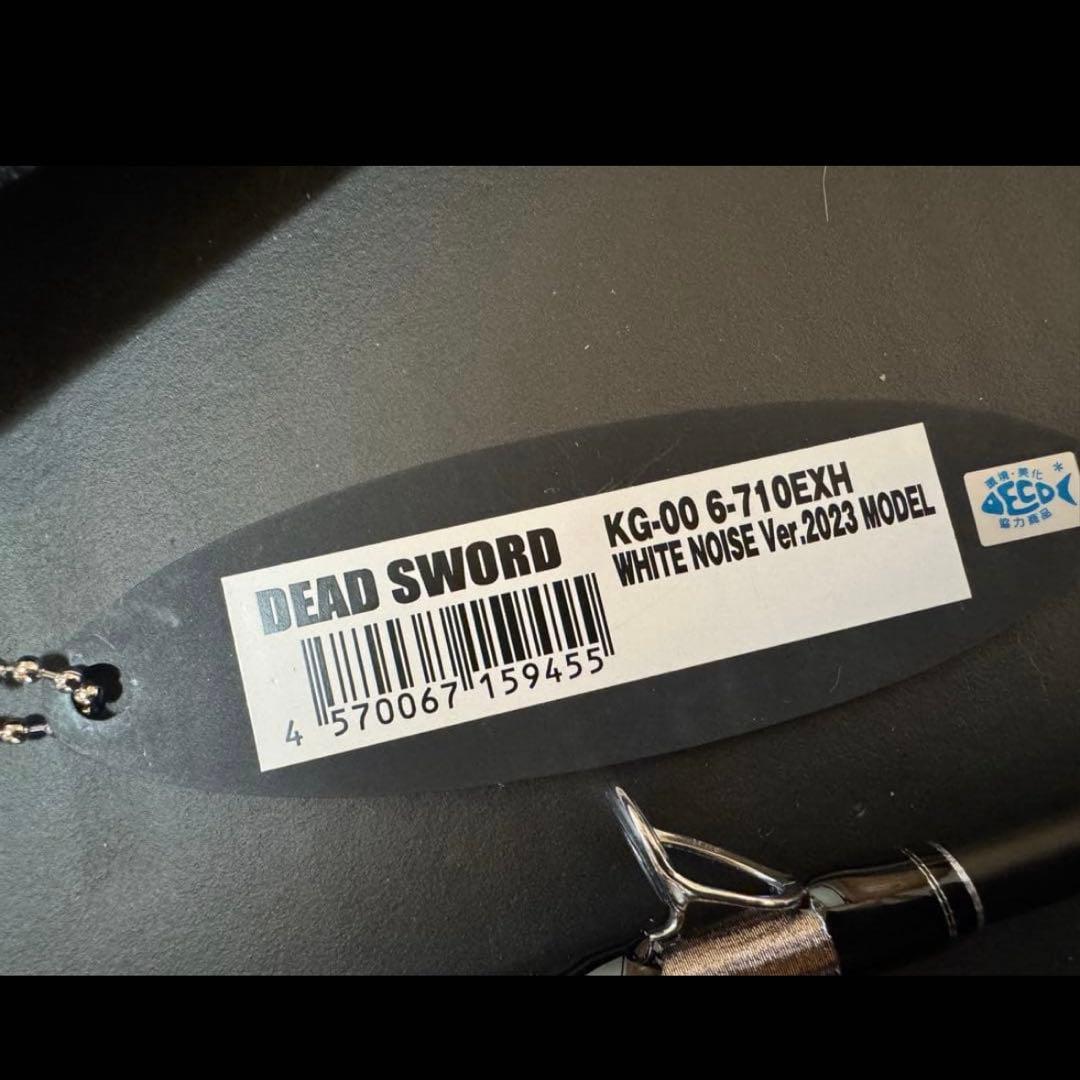 DEAD SWORD
KG-00 6-710EXH
WHITE NOISE Ver.2023 MODEL
4 570067 159455
環境・美化
DECO
協力商品